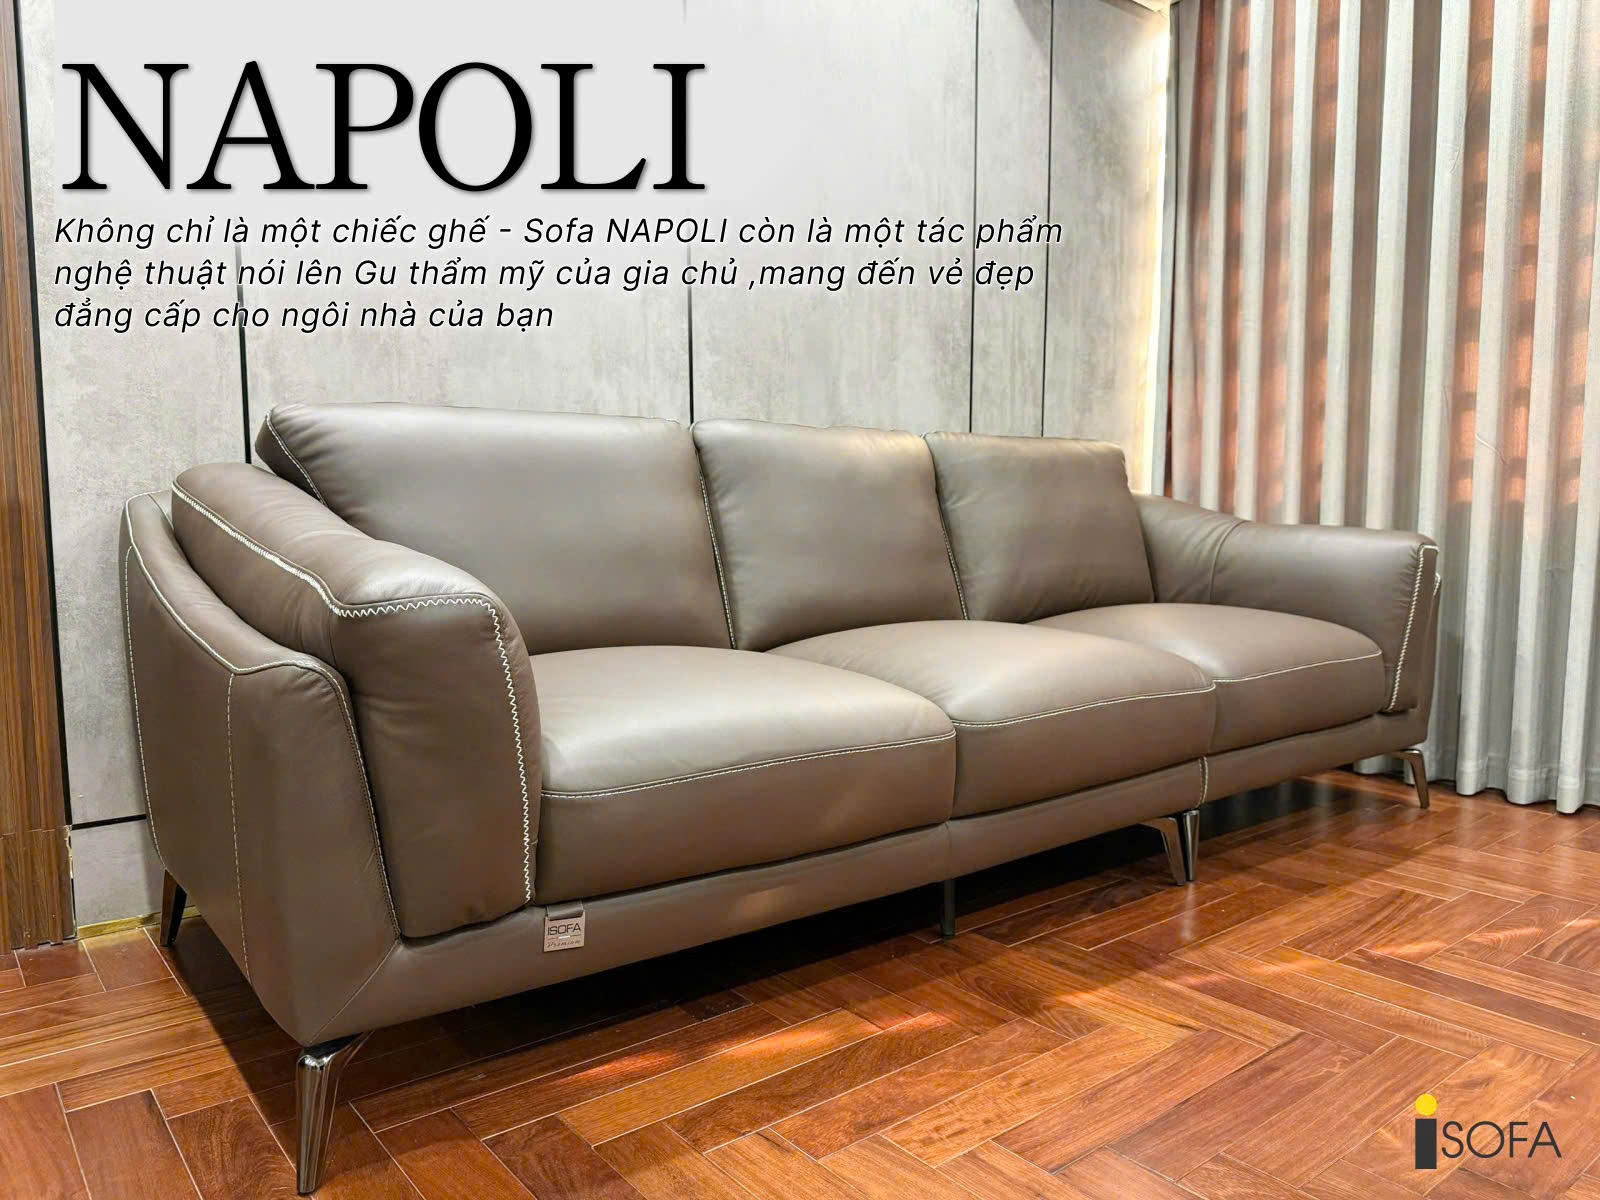 NAPOLI
Không chỉ là một chiếc ghế - Sofa NAPOLI còn là một tác phẩm
nghệ thuật nói lên Gu thẩm mỹ của gia chủ ,mang đến vẻ đẹp
đẳng cấp cho ngôi nhà của bạn
ISOFA
Premium
iSOFA